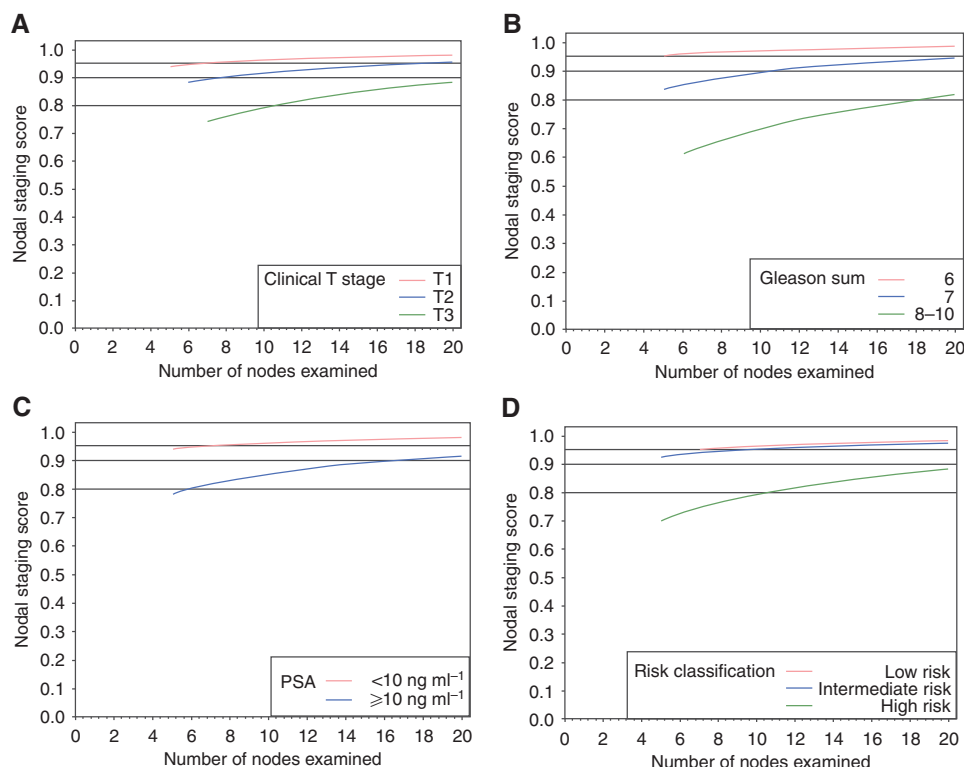 A
Nodal staging score
1.0
0.9
0.8
0.7
0.6
0.5
0.4
0.3
0.2
0.1
0.0
Clinical T stage
T1
T2
T3
0 2 4 6 8 10 12 14 16 18 20
Number of nodes examined
B
Nodal staging score
1.0
0.9
0.8
0.7
0.6
0.5
0.4
0.3
0.2
0.1
0.0
Gleason sum
6
7
8–10
0 2 4 6 8 10 12 14 16 18 20
Number of nodes examined
C
Nodal staging score
1.0
0.9
0.8
0.7
0.6
0.5
0.4
0.3
0.2
0.1
0.0
PSA
<10 ng ml⁻¹
⩾10 ng ml⁻¹
0 2 4 6 8 10 12 14 16 18 20
Number of nodes examined
D
Nodal staging score
1.0
0.9
0.8
0.7
0.6
0.5
0.4
0.3
0.2
0.1
0.0
Risk classification
Low risk
Intermediate risk
High risk
0 2 4 6 8 10 12 14 16 18 20
Number of nodes examined